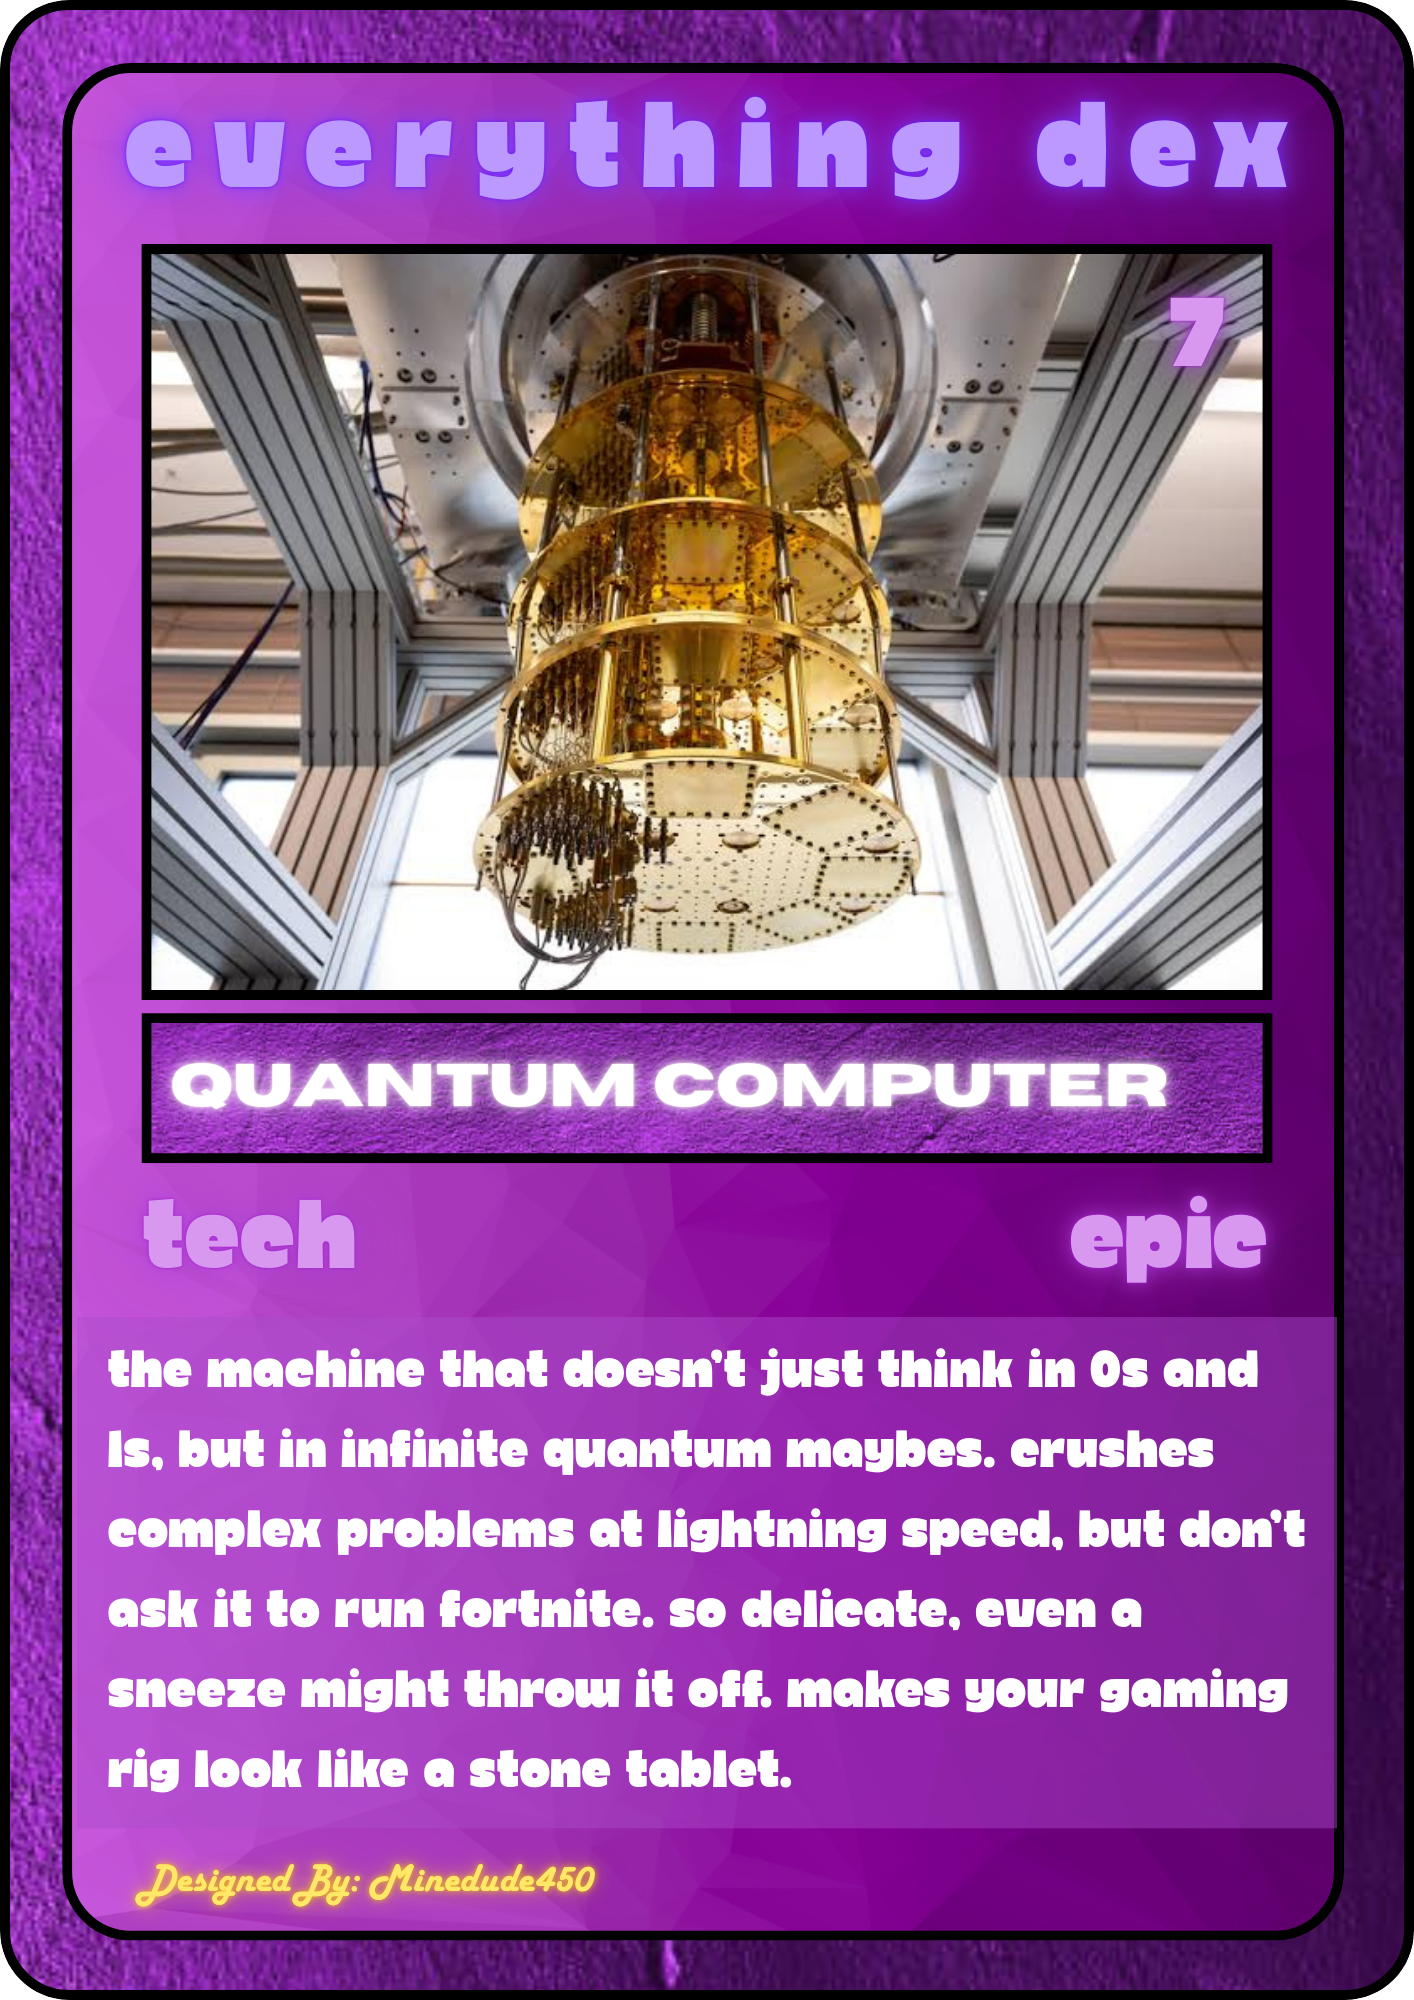 everything dex
7
QUANTUM COMPUTER
tech
epic
the machine that doesn't just think in 0s and
1s, but in infinite quantum maybes. crushes
complex problems at lightning speed, but don't
ask it to run fortnite. so delicate, even a
sneeze might throw it off. makes your gaming
rig look like a stone tablet.
Designed By: Minedude450